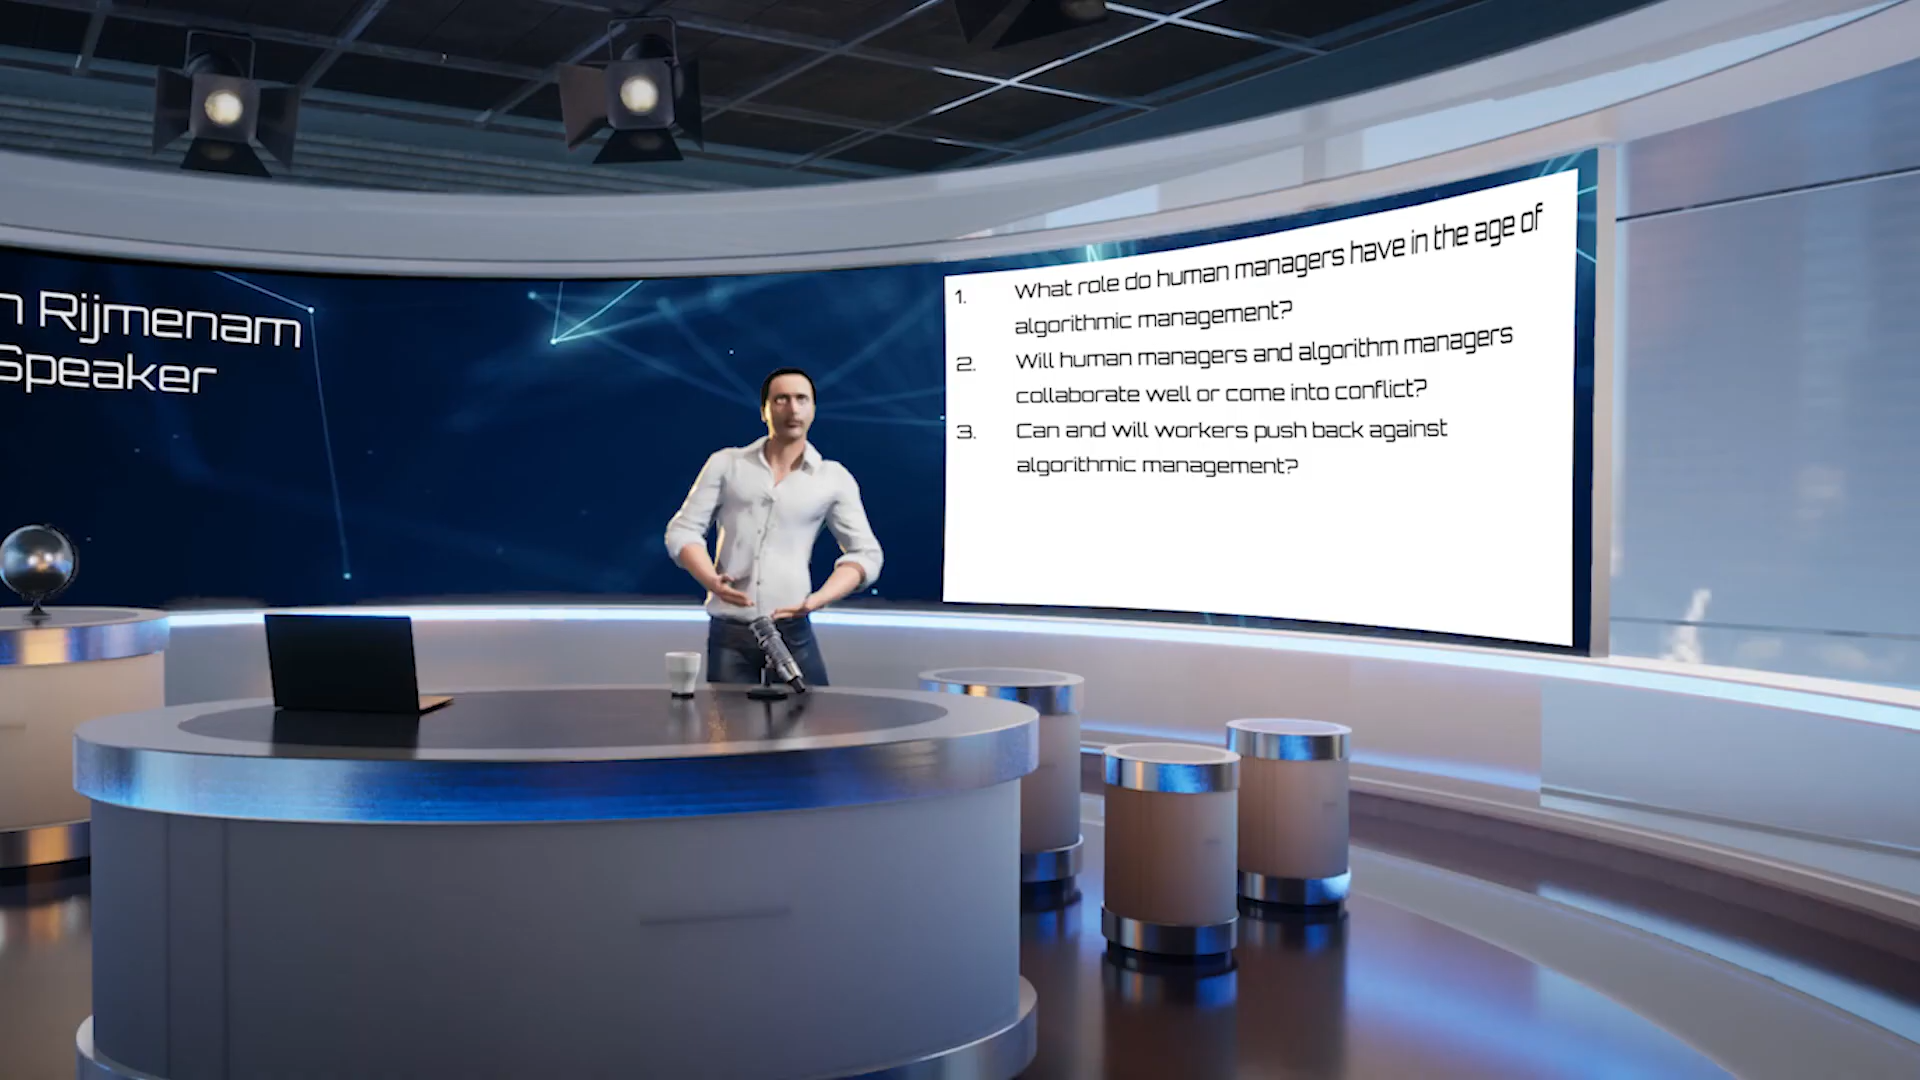 n Rijmenam
Speaker
1. What role do human managers have in the age of
algorithmic management?
2. Will human managers and algorithm managers
collaborate well or come into conflict?
3. Can and will workers push back against
algorithmic management?